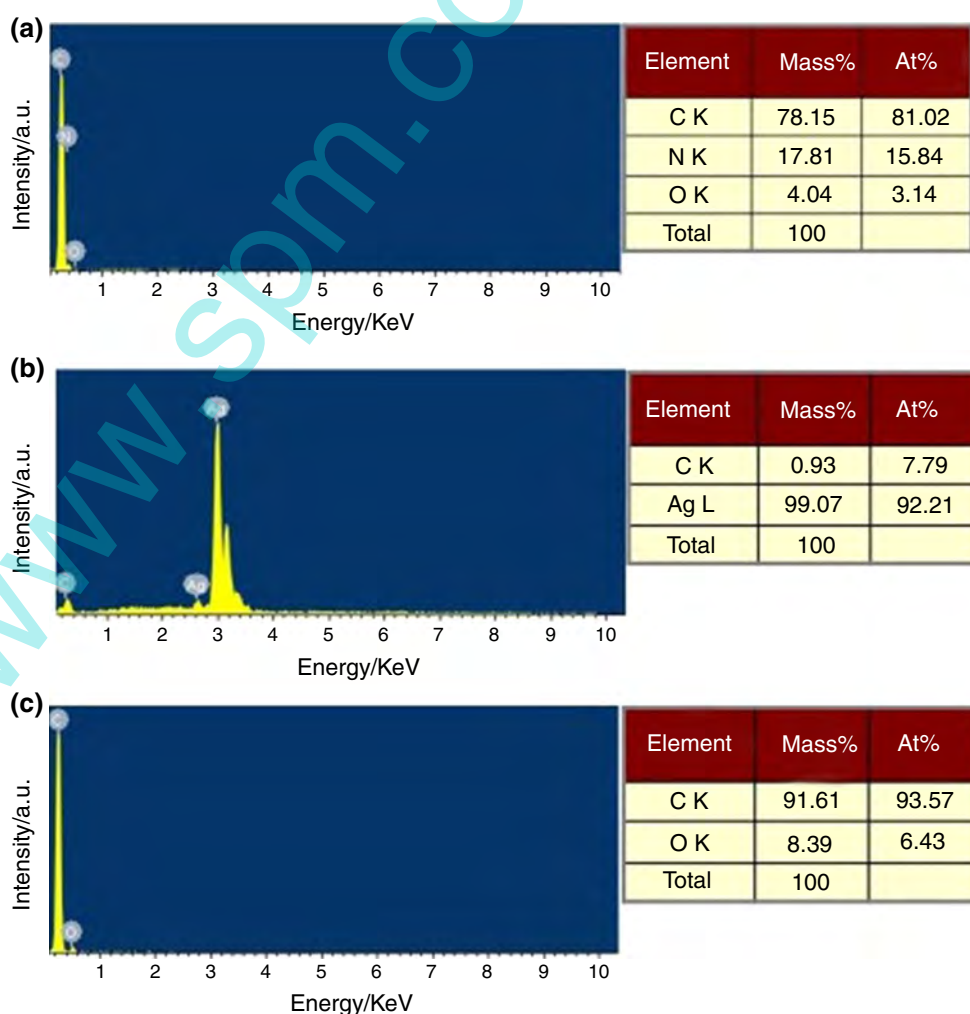 (a)
Intensity/a.u.
C
N
O
1 2 3 4 5 6 7 8 9 10
Energy/KeV
Element Mass% At%
C K 78.15 81.02
N K 17.81 15.84
O K 4.04 3.14
Total 100
(b)
Intensity/a.u.
C
Ag
Ag
1 2 3 4 5 6 7 8 9 10
Energy/KeV
Element Mass% At%
C K 0.93 7.79
Ag L 99.07 92.21
Total 100
(c)
Intensity/a.u.
C
O
1 2 3 4 5 6 7 8 9 10
Energy/KeV
Element Mass% At%
C K 91.61 93.57
O K 8.39 6.43
Total 100
www.spm.co